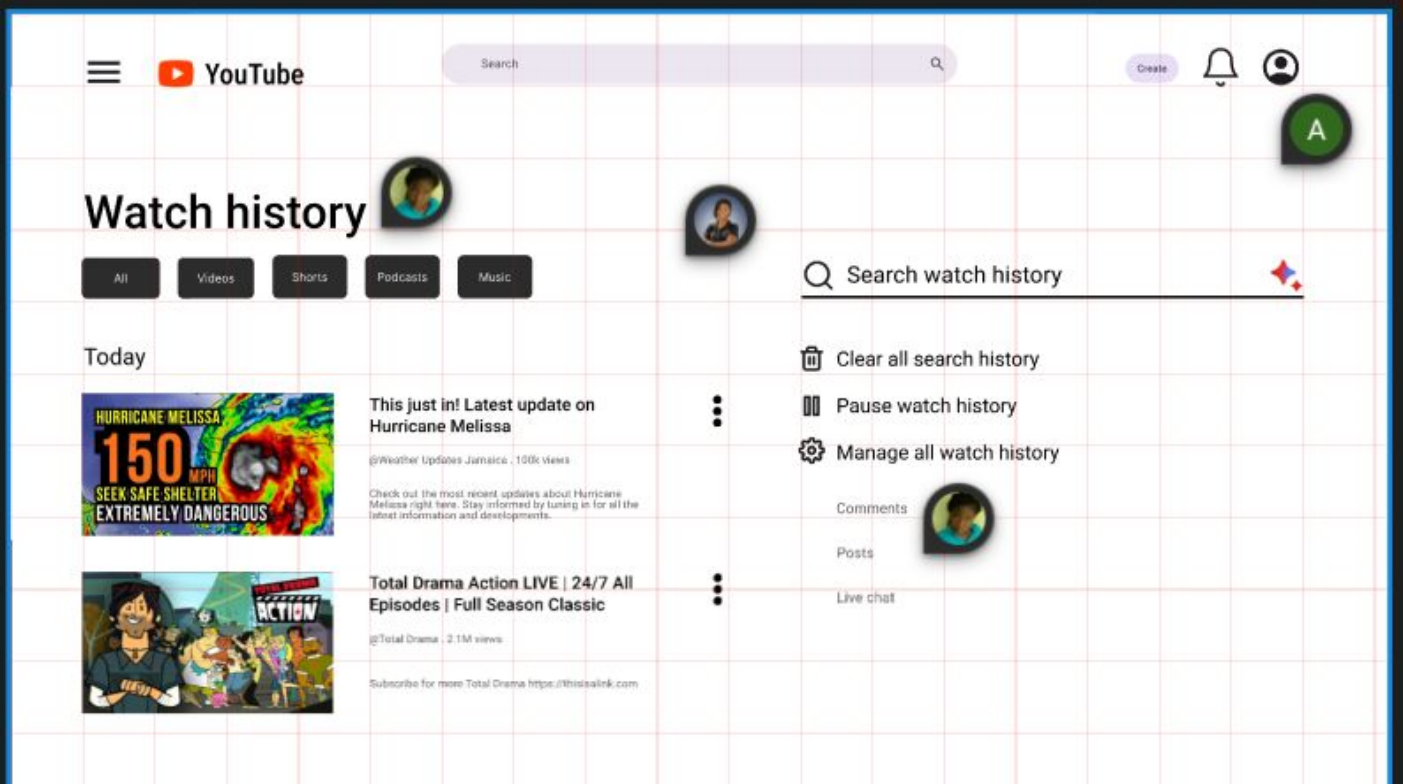 YouTube
Search
Create
A
Watch history
All
Videos
Shorts
Podcasts
Music
Search watch history
Today
HURRICANE MELISSA
150 MPH
SEEK SAFE SHELTER
EXTREMELY DANGEROUS
This just in! Latest update on
Hurricane Melissa
@Weather Updates Jamaica . 100k views
Check out the most recent updates about Hurricane
Melissa right here. Stay informed by tuning in for all the
latest information and developments.
Clear all search history
Pause watch history
Manage all watch history
Comments
Posts
Live chat
TOTAL DRAMA
ACTION
Total Drama Action LIVE | 24/7 All
Episodes | Full Season Classic
@Total Drama . 2.1M views
Subscribe for more Total Drama https://thisisalink.com